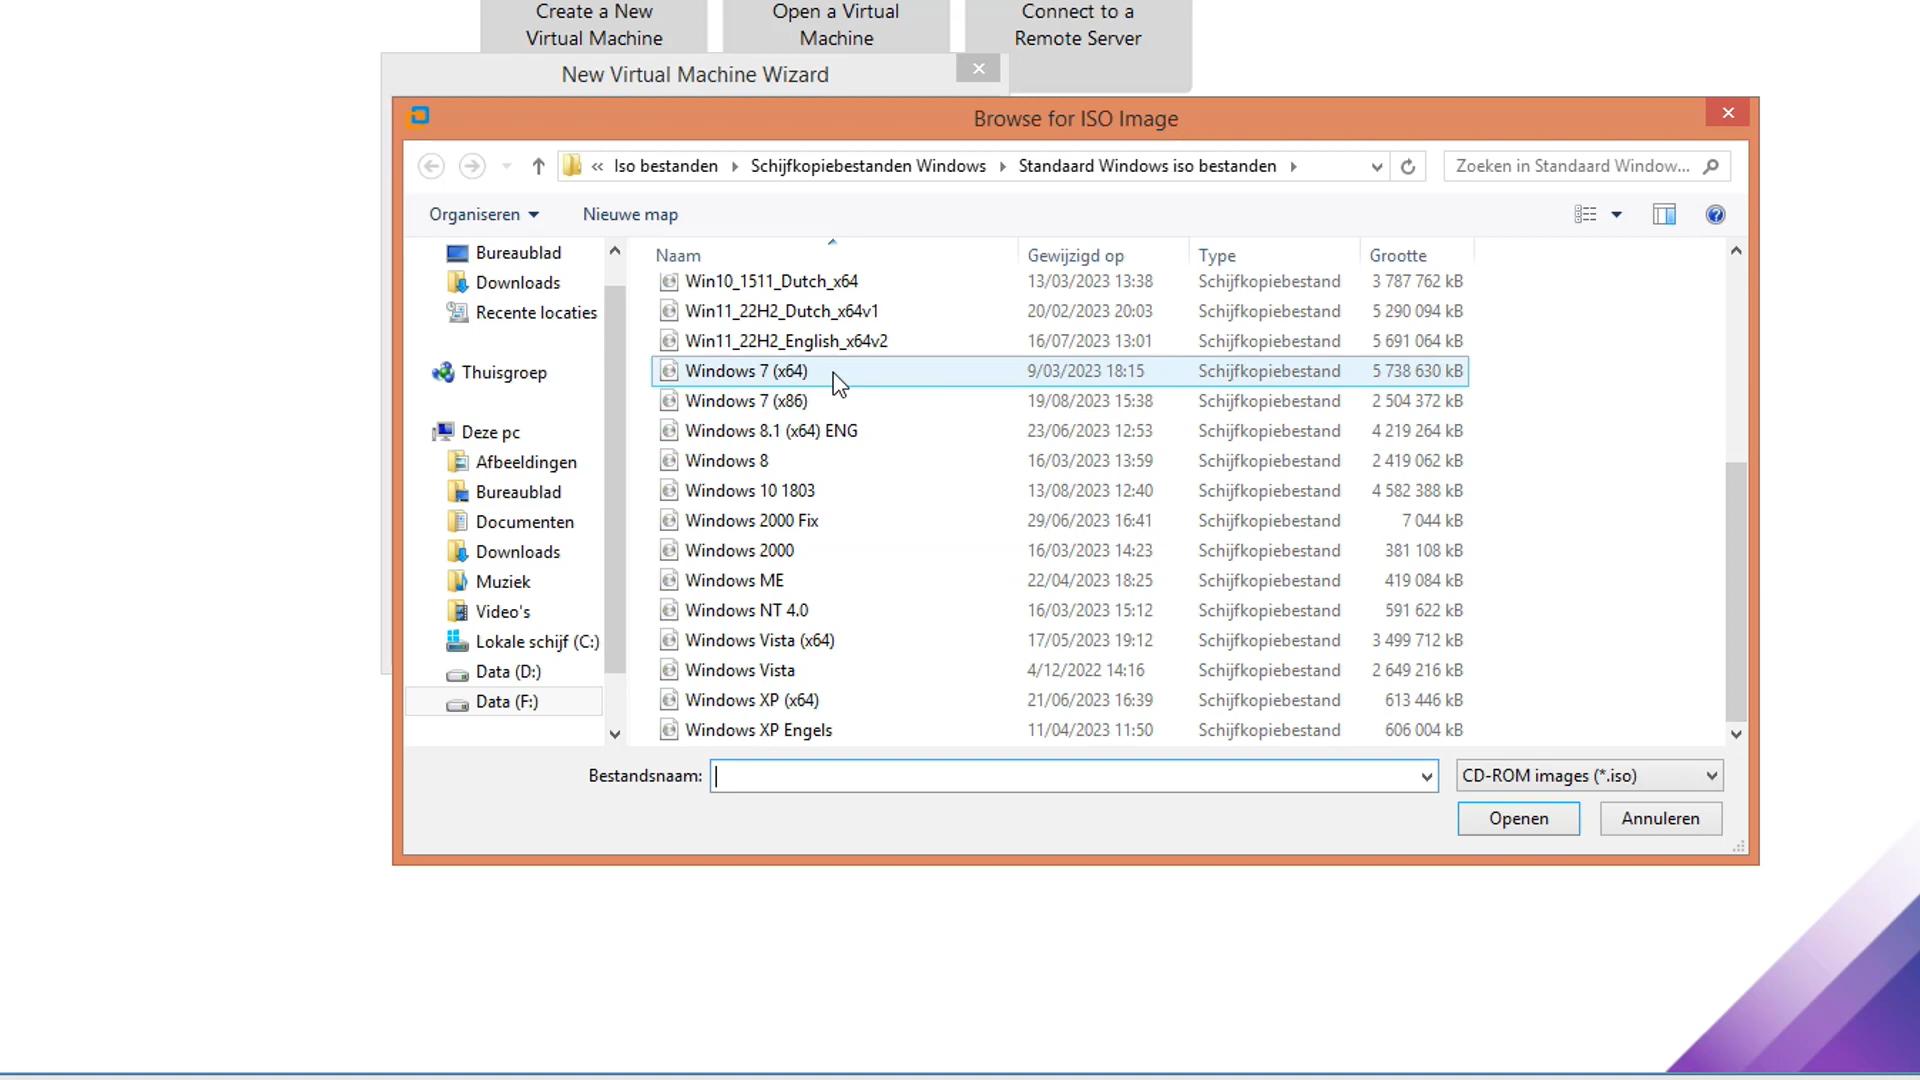 Create a New
Virtual Machine
Open a Virtual
Machine
Connect to a
Remote Server
New Virtual Machine Wizard
Browse for ISO Image
« Iso bestanden Schijfkopiebestanden Windows Standaard Windows iso bestanden
Zoeken in Standaard Window...
Organiseren Nieuwe map
Bureaublad
Downloads
Recente locaties
Thuisgroep
Deze pc
Afbeeldingen
Bureaublad
Documenten
Downloads
Muziek
Video's
Lokale schijf (C:)
Data (D:)
Data (F:)
Naam Gewijzigd op Type Grootte
Win10_1511_Dutch_x64 13/03/2023 13:38 Schijfkopiebestand 3 787 762 kB
Win11_22H2_Dutch_x64v1 20/02/2023 20:03 Schijfkopiebestand 5 290 094 kB
Win11_22H2_English_x64v2 16/07/2023 13:01 Schijfkopiebestand 5 691 064 kB
Windows 7 (x64) 9/03/2023 18:15 Schijfkopiebestand 5 738 630 kB
Windows 7 (x86) 19/08/2023 15:38 Schijfkopiebestand 2 504 372 kB
Windows 8.1 (x64) ENG 23/06/2023 12:53 Schijfkopiebestand 4 219 264 kB
Windows 8 16/03/2023 13:59 Schijfkopiebestand 2 419 062 kB
Windows 10 1803 13/08/2023 12:40 Schijfkopiebestand 4 582 388 kB
Windows 2000 Fix 29/06/2023 16:41 Schijfkopiebestand 7 044 kB
Windows 2000 16/03/2023 14:23 Schijfkopiebestand 381 108 kB
Windows ME 22/04/2023 18:25 Schijfkopiebestand 419 084 kB
Windows NT 4.0 16/03/2023 15:12 Schijfkopiebestand 591 622 kB
Windows Vista (x64) 17/05/2023 19:12 Schijfkopiebestand 3 499 712 kB
Windows Vista 4/12/2022 14:16 Schijfkopiebestand 2 649 216 kB
Windows XP (x64) 21/06/2023 16:39 Schijfkopiebestand 613 446 kB
Windows XP Engels 11/04/2023 11:50 Schijfkopiebestand 606 004 kB
Bestandsnaam: CD-ROM images (*.iso)
Openen Annuleren